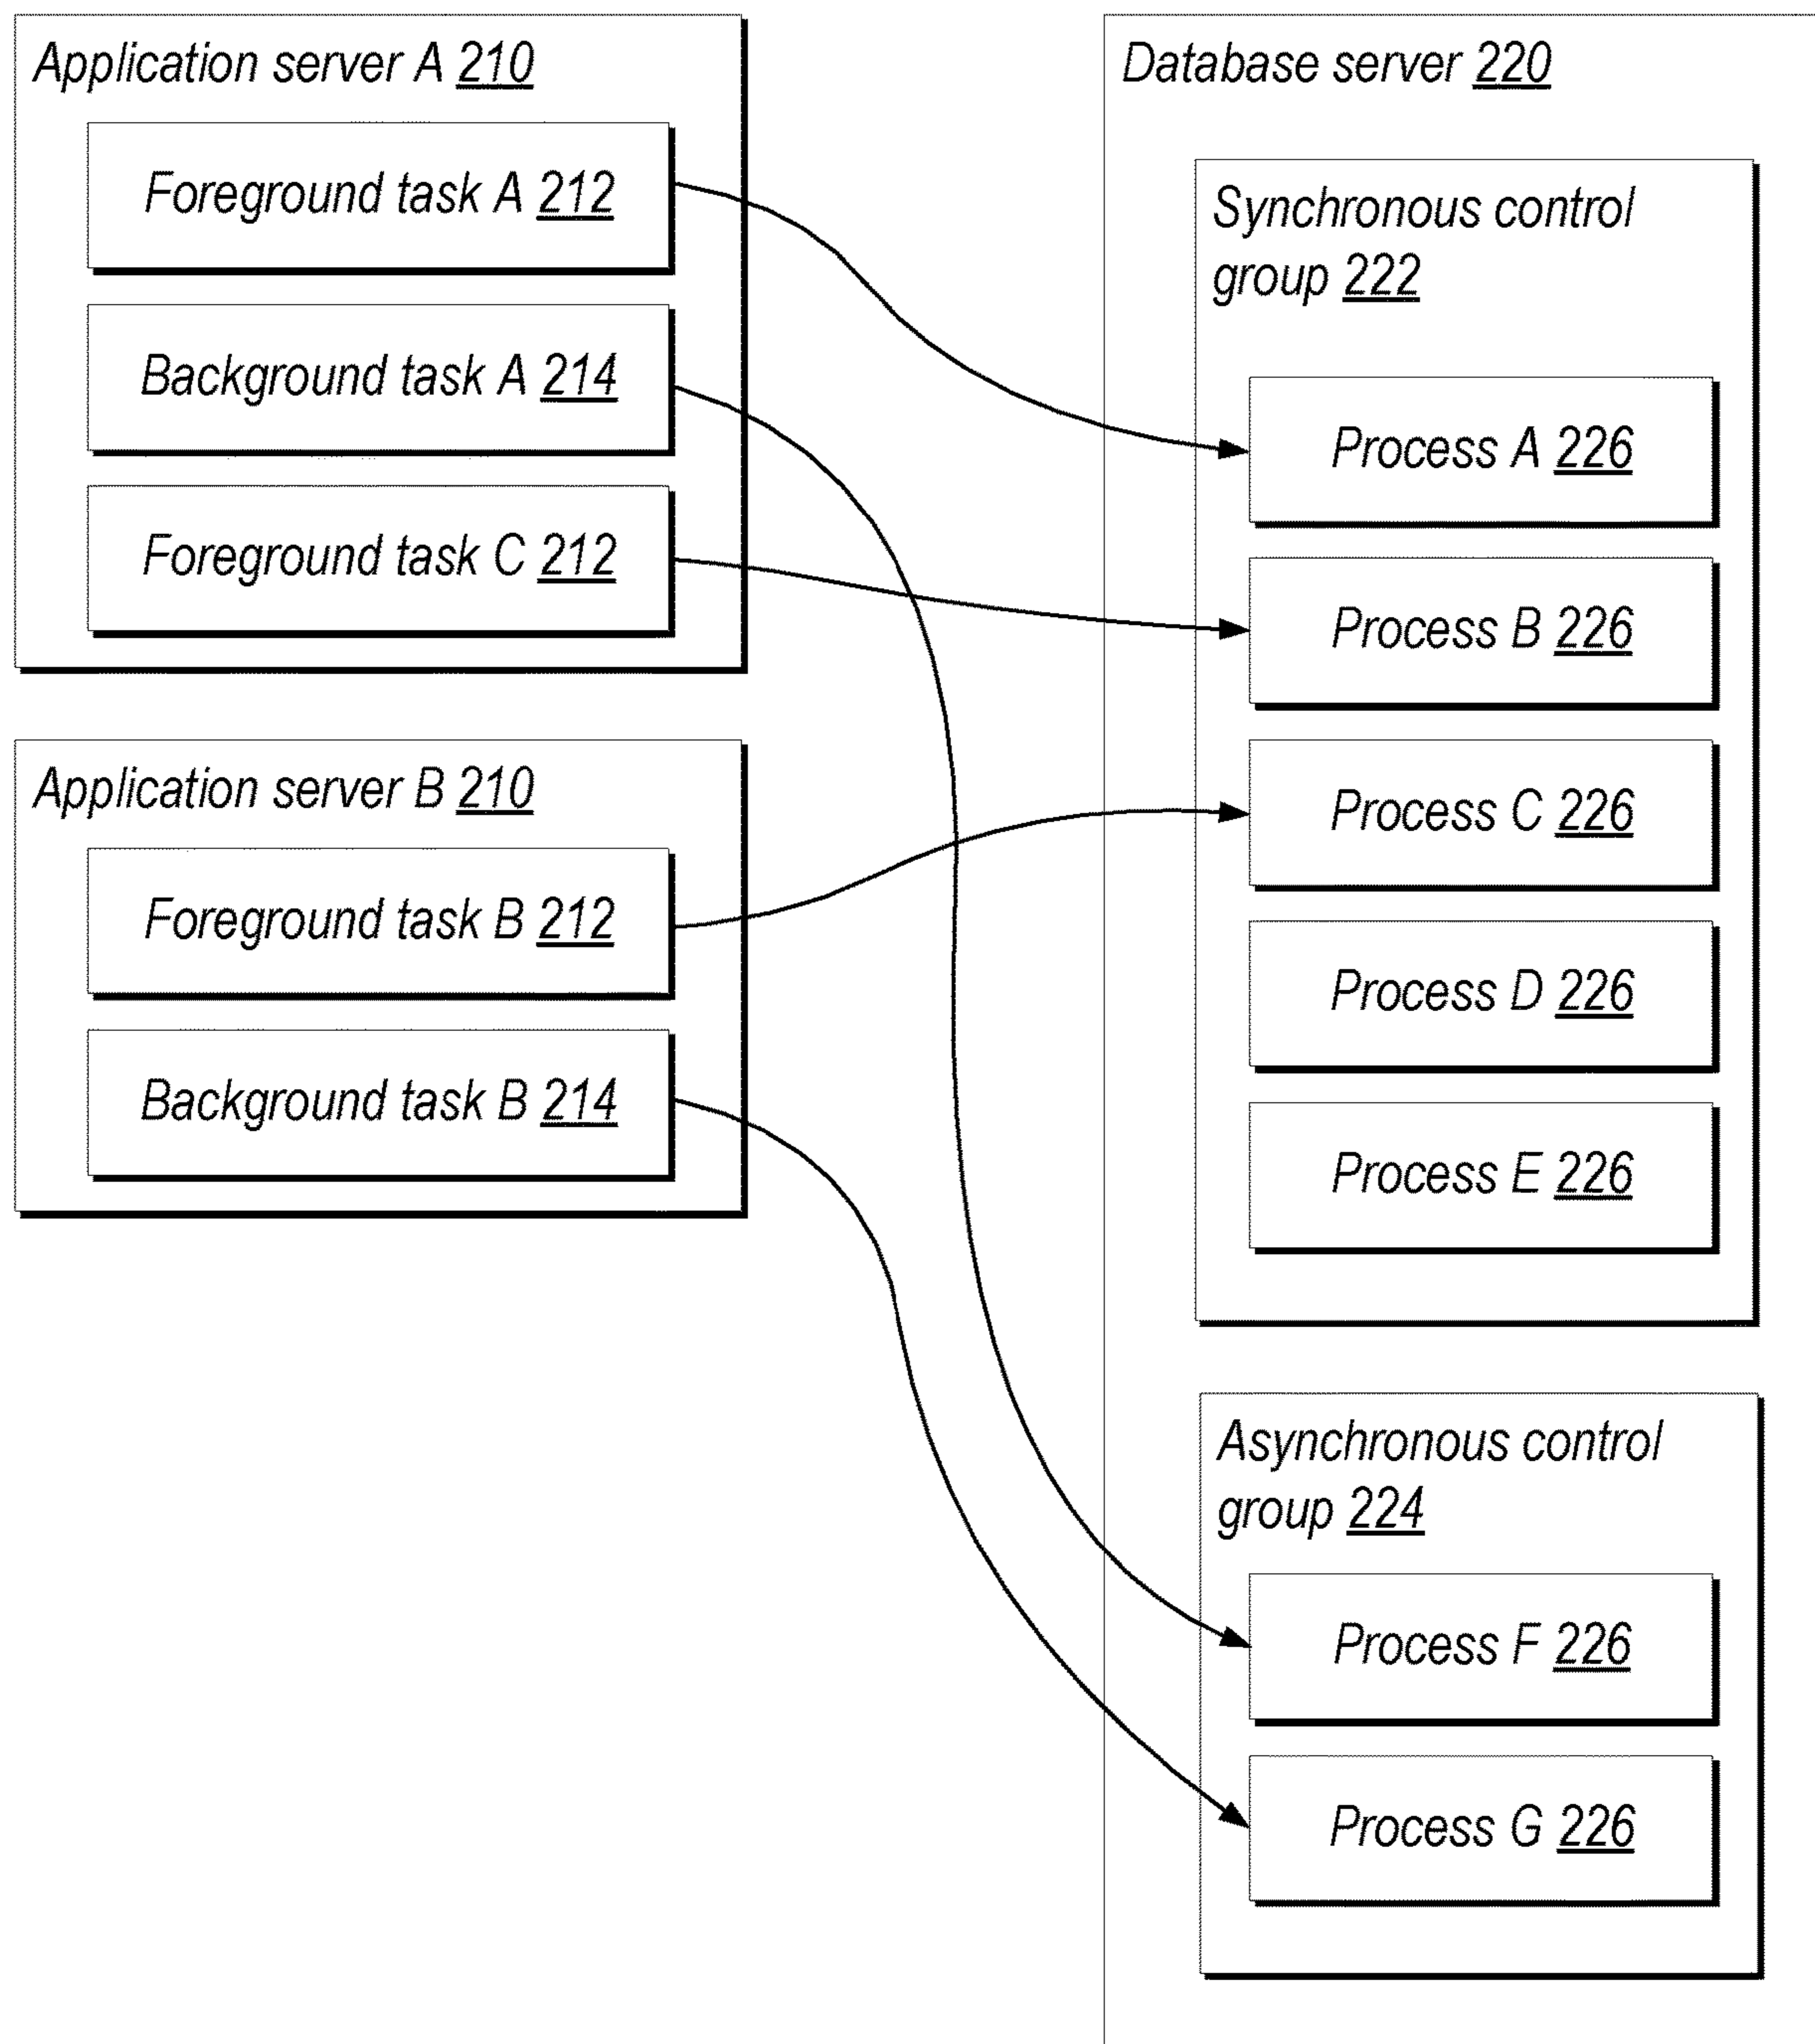 Application server A 210
Foreground task A 212
Background task A 214
Foreground task C 212
Application server B 210
Foreground task B 212
Background task B 214
Database server 220
Synchronous control
group 222
Process A 226
Process B 226
Process C 226
Process D 226
Process E 226
Asynchronous control
group 224
Process F 226
Process G 226